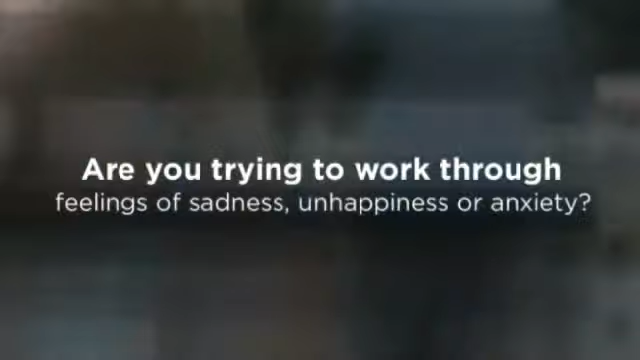 Are you trying to work through
feelings of sadness, unhappiness or anxiety?